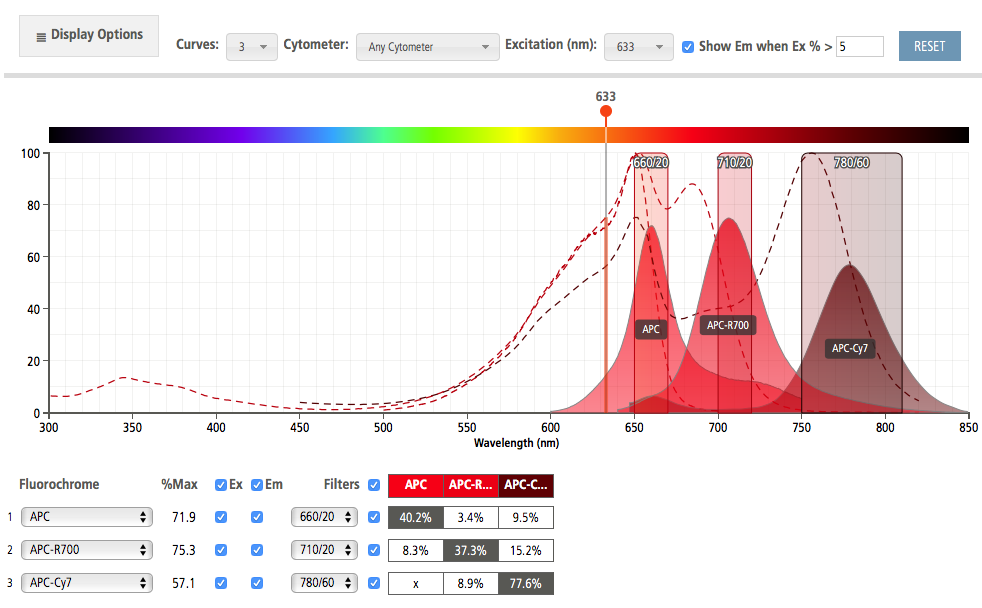 ≣ Display Options
Curves: 3 Cytometer: Any Cytometer Excitation (nm): 633 Show Em when Ex % > 5 RESET
633
100
80
60
40
20
0
660/20 710/20 780/60
APC APC-R700 APC-Cy7
300 350 400 450 500 550 600 650 700 750 800 850
Wavelength (nm)
Fluorochrome %Max Ex Em Filters APC APC-R... APC-C...
1 APC 71.9 660/20 40.2% 3.4% 9.5%
2 APC-R700 75.3 710/20 8.3% 37.3% 15.2%
3 APC-Cy7 57.1 780/60 x 8.9% 77.6%